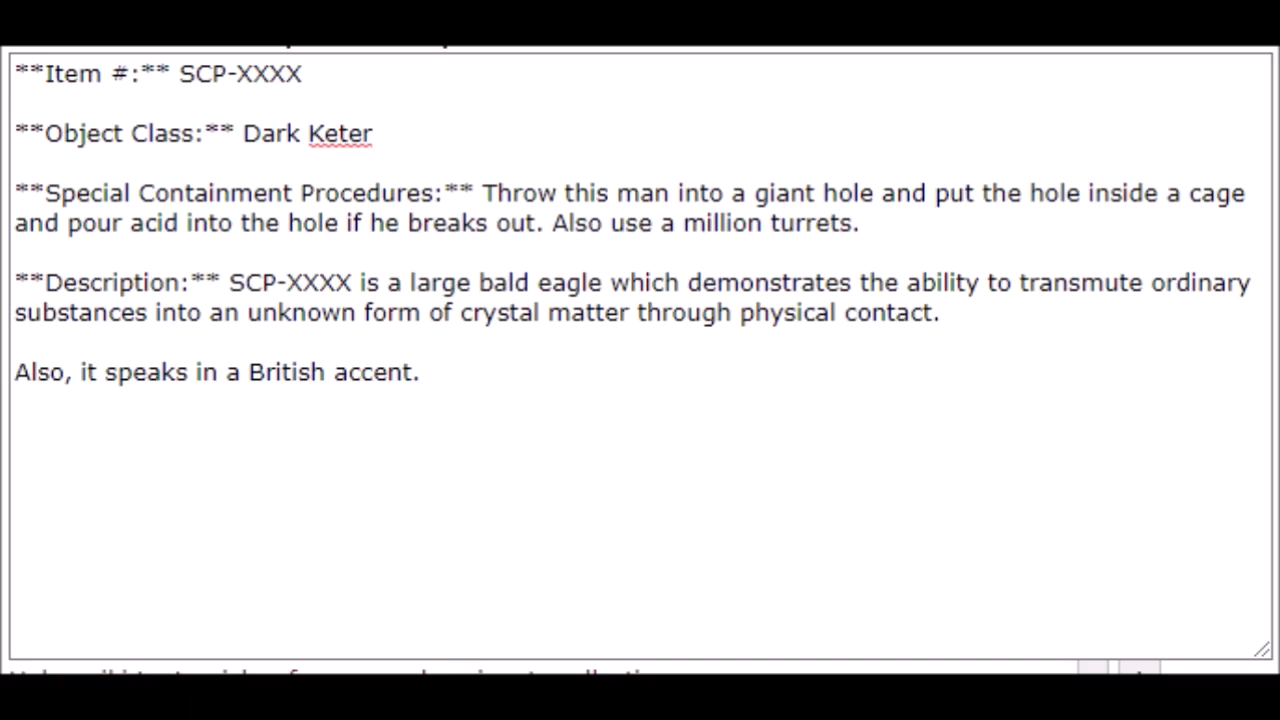 **Item #:** SCP-XXXX
**Object Class:** Dark Keter
**Special Containment Procedures:** Throw this man into a giant hole and put the hole inside a cage
and pour acid into the hole if he breaks out. Also use a million turrets.
**Description:** SCP-XXXX is a large bald eagle which demonstrates the ability to transmute ordinary
substances into an unknown form of crystal matter through physical contact.
Also, it speaks in a British accent.